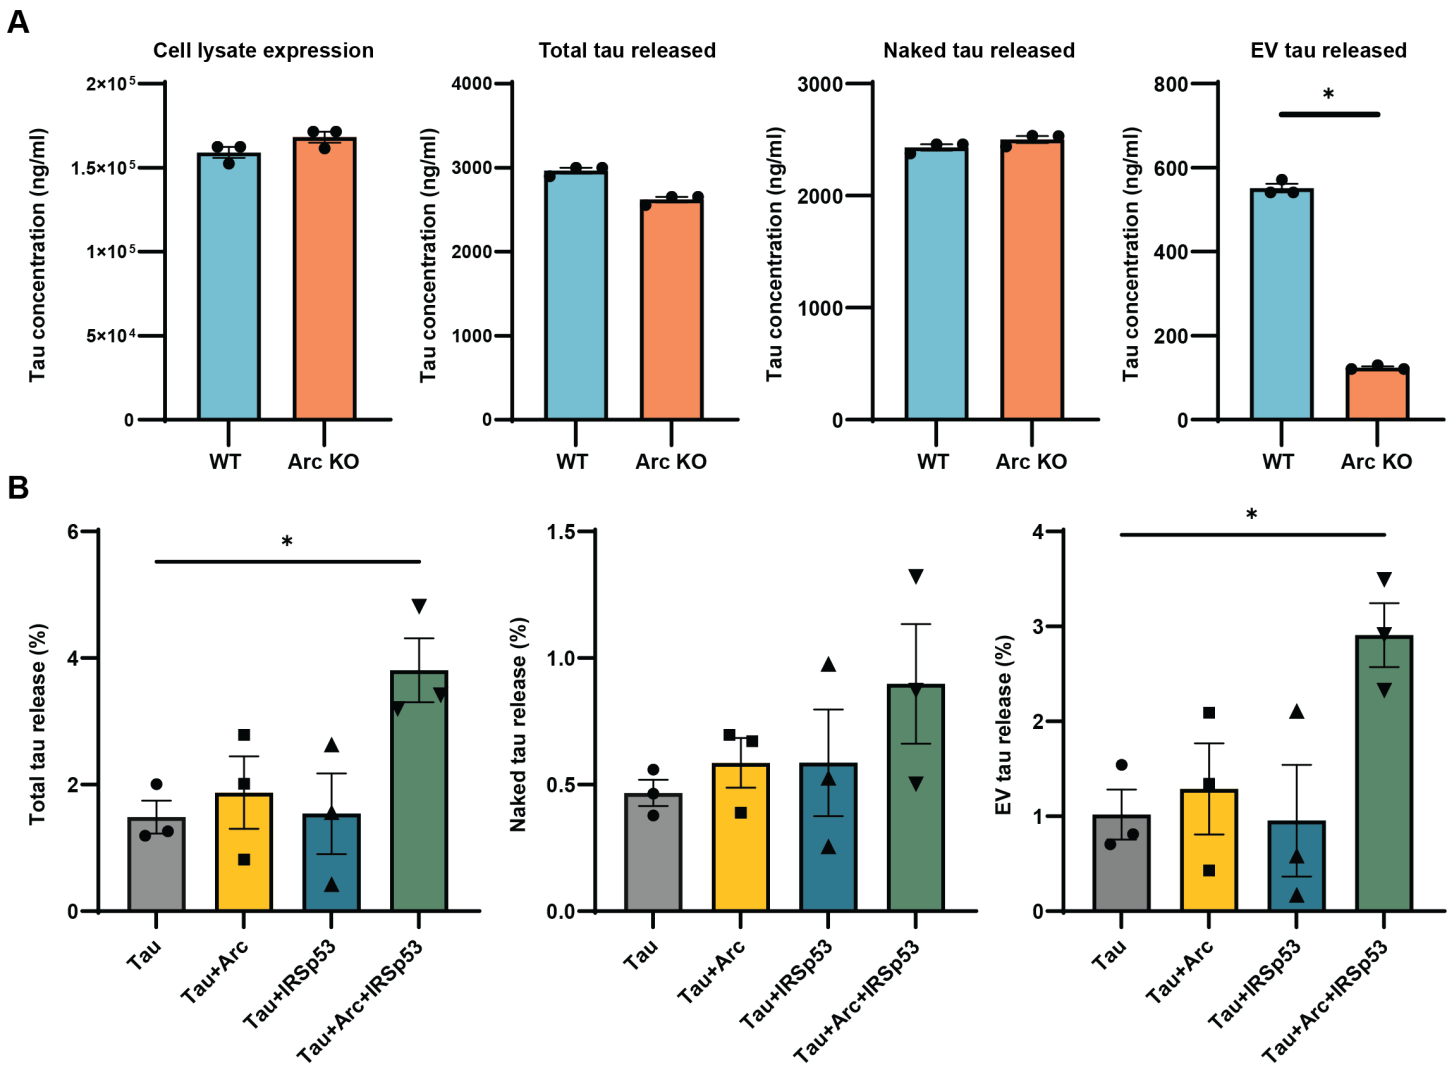 A
Cell lysate expression
Tau concentration (ng/ml)
2×10⁵
1.5×10⁵
1×10⁵
5×10⁴
0
WT
Arc KO
Total tau released
Tau concentration (ng/ml)
4000
3000
2000
1000
0
WT
Arc KO
Naked tau released
Tau concentration (ng/ml)
3000
2000
1000
0
WT
Arc KO
EV tau released
Tau concentration (ng/ml)
800
600
400
200
0
*
WT
Arc KO
B
Total tau release (%)
6
4
2
0
*
Tau
Tau+Arc
Tau+IRSp53
Tau+Arc+IRSp53
Naked tau release (%)
1.5
1.0
0.5
0.0
Tau
Tau+Arc
Tau+IRSp53
Tau+Arc+IRSp53
EV tau release (%)
4
3
2
1
0
*
Tau
Tau+Arc
Tau+IRSp53
Tau+Arc+IRSp53